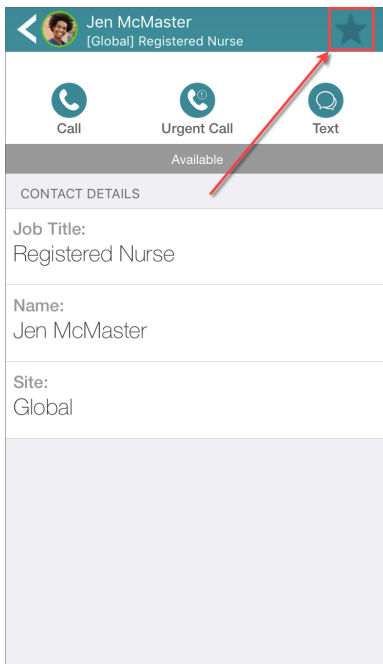 Jen McMaster
[Global] Registered Nurse
Call
Urgent Call
Text
Available
CONTACT DETAILS
Job Title:
Registered Nurse
Name:
Jen McMaster
Site:
Global